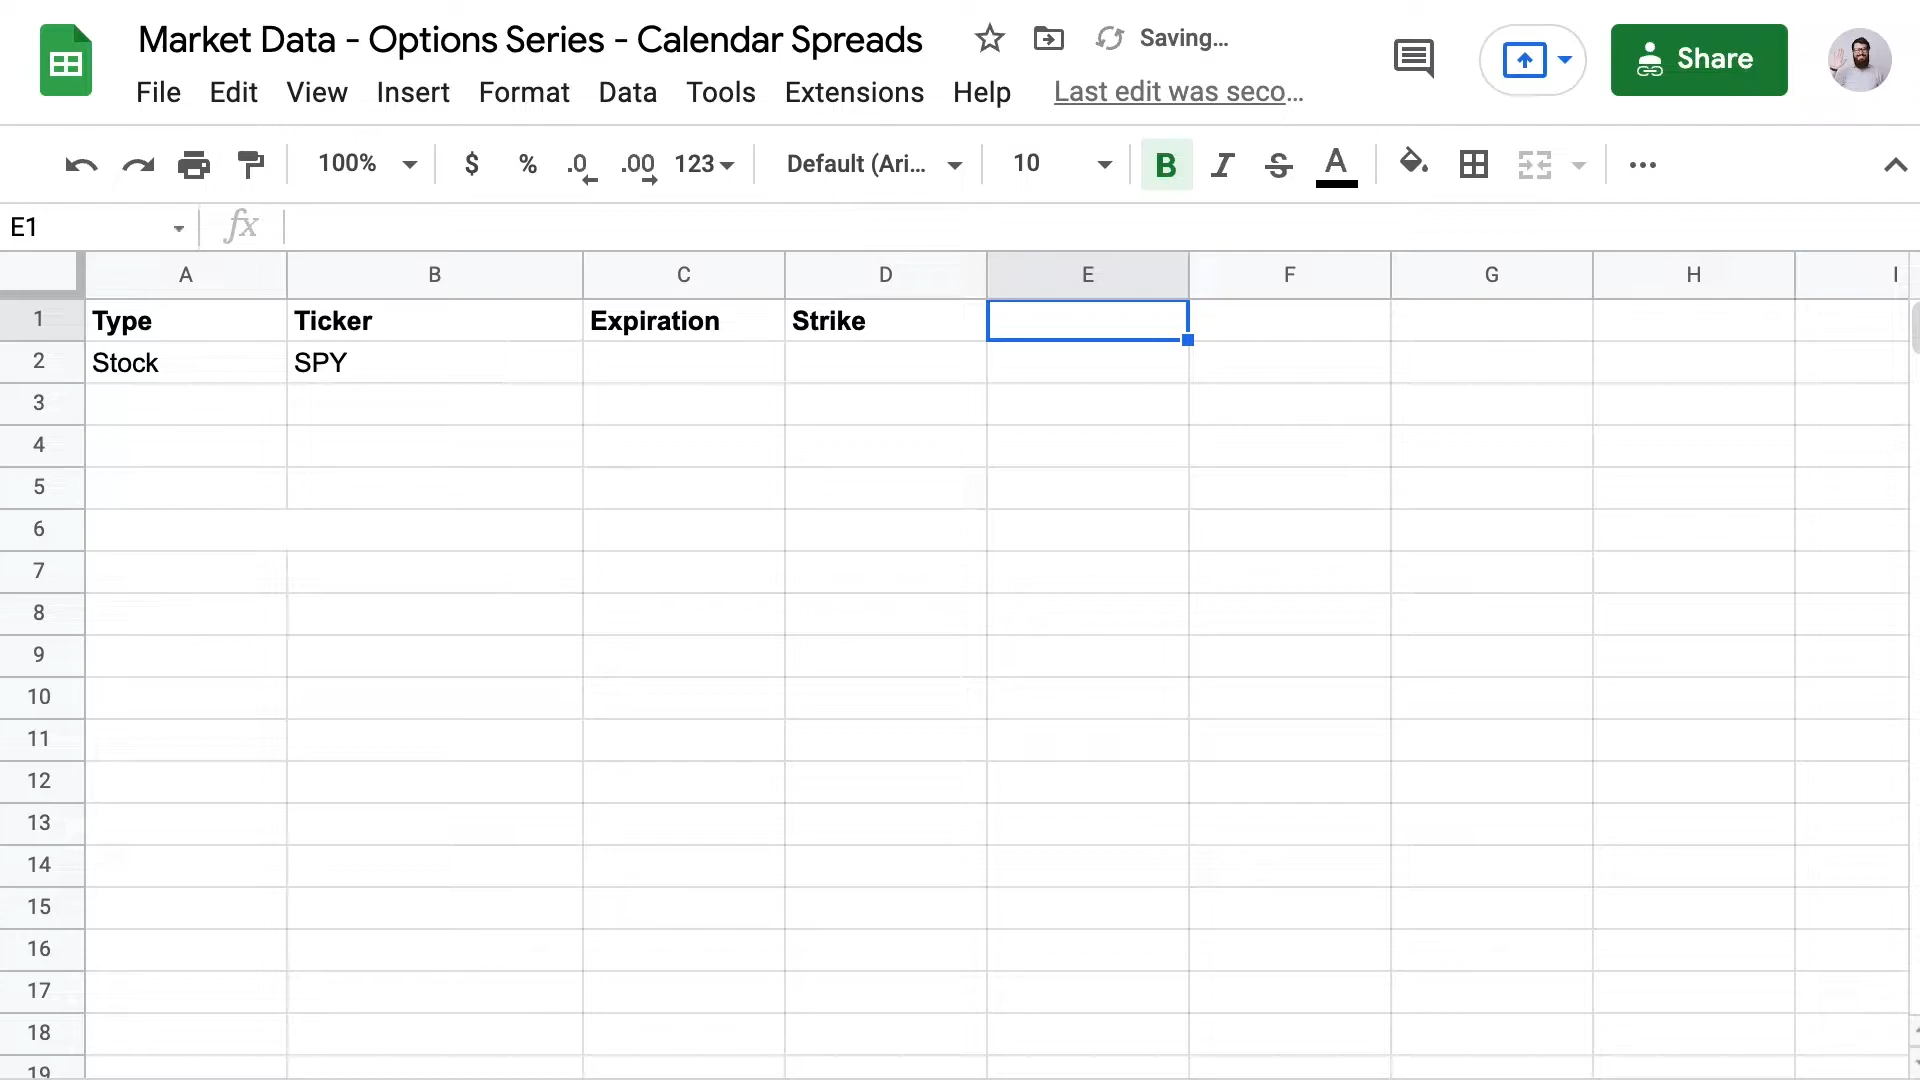 Market Data - Options Series - Calendar Spreads Saving... Share
File Edit View Insert Format Data Tools Extensions Help Last edit was seco...
100% $ % .0 .00 123 Default (Ari... 10 B I S A
E1 fx
A B C D E F G H I
1 Type Ticker Expiration Strike
2 Stock SPY
3
4
5
6
7
8
9
10
11
12
13
14
15
16
17
18
19